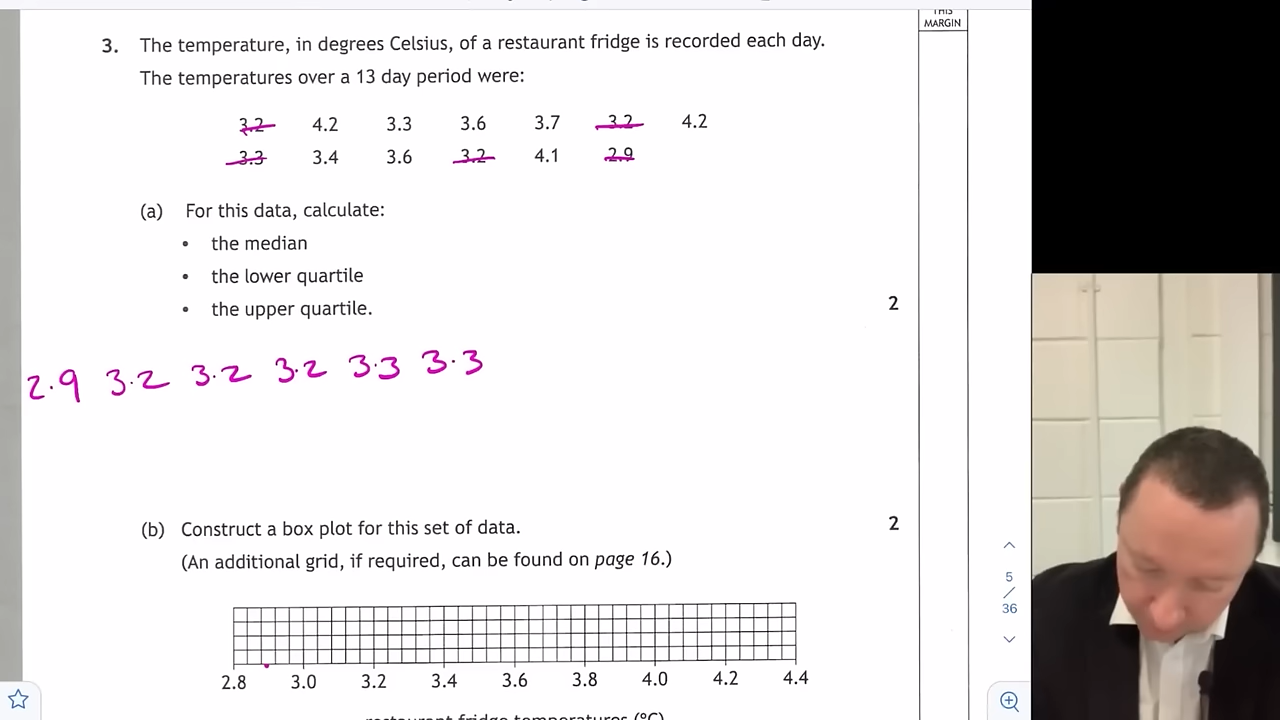 THIS
MARGIN
3. The temperature, in degrees Celsius, of a restaurant fridge is recorded each day.
The temperatures over a 13 day period were:
3.2 4.2 3.3 3.6 3.7 3.2 4.2
3.3 3.4 3.6 3.2 4.1 2.9
(a) For this data, calculate:
• the median
• the lower quartile
• the upper quartile.
2
2.9 3.2 3.2 3.2 3.3 3.3
(b) Construct a box plot for this set of data.
2
(An additional grid, if required, can be found on page 16.)
5
/
36
2.8 3.0 3.2 3.4 3.6 3.8 4.0 4.2 4.4
restaurant fridge temperatures (°C)